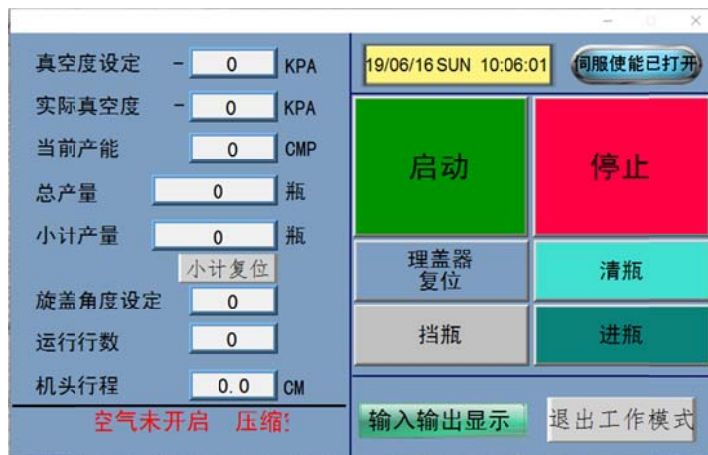 真空度设定 - 0 KPA
实际真空度 - 0 KPA
当前产能 0 CMP
总产量 0 瓶
小计产量 0 瓶
小计复位
旋盖角度设定 0
运行行数 0
机头行程 0.0 CM
空气未开启 压缩
19/06/16 SUN 10:06:01 伺服使能已打开
启动 停止
理盖器
复位
清瓶
挡瓶 进瓶
输入输出显示 退出工作模式